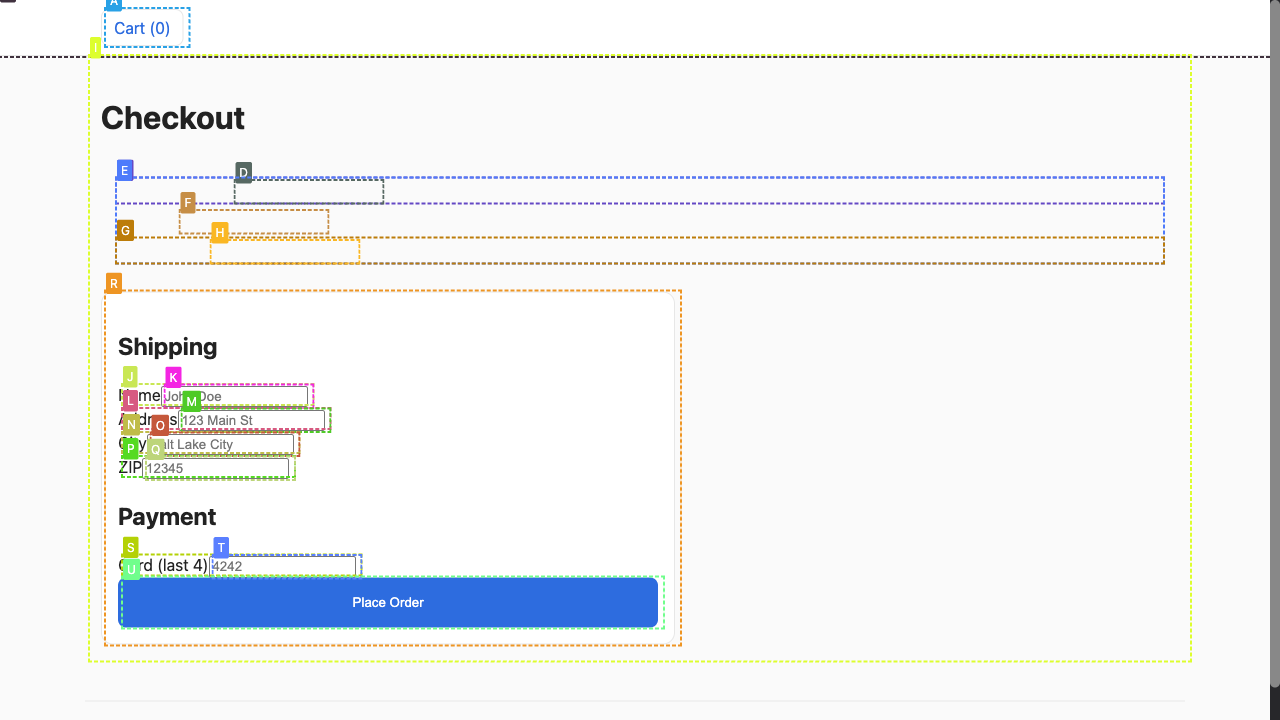 A
Cart (0)
I
Checkout
E
D
F
G
H
R
Shipping
J
K
Name
John Doe
L
M
Address
123 Main St
N
O
City
Salt Lake City
P
Q
ZIP
12345
Payment
S
T
Card (last 4)
4242
U
Place Order